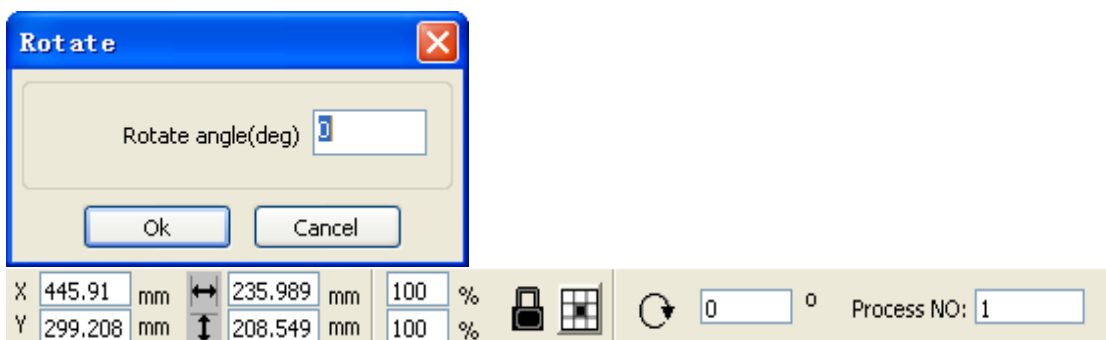 Rotate
Rotate angle(deg) 0
Ok Cancel
X 445.91 mm 235.989 mm 100 % 0 ° Process NO: 1
Y 299.208 mm 208.549 mm 100 %